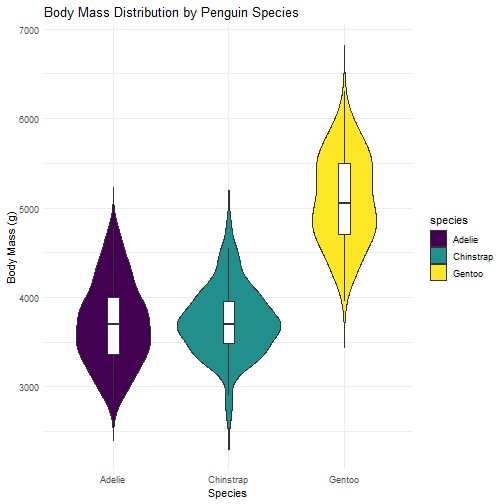 Body Mass Distribution by Penguin Species
7000
6000
5000
4000
3000
Body Mass (g)
Adelie
Chinstrap
Gentoo
Species
species
Adelie
Chinstrap
Gentoo